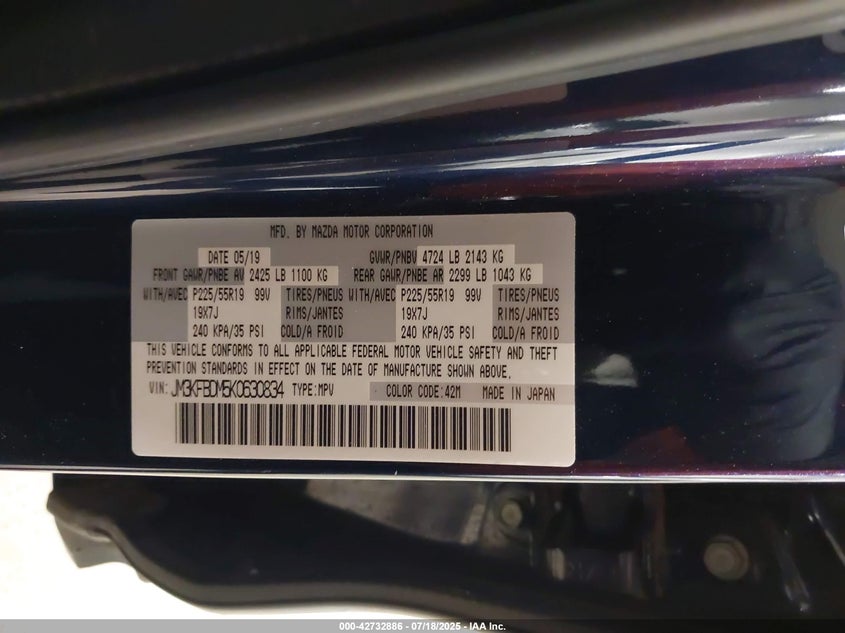 MFD. BY MAZDA MOTOR CORPORATION
DATE 05/19 GVWR/PNBV 4724 LB 2143 KG
FRONT GAWR/PNBE AV 2425 LB 1100 KG REAR GAWR/PNBE AR 2299 LB 1043 KG
WITH/AVEC P225/55R19 99V TIRES/PNEUS WITH/AVEC P225/55R19 99V TIRES/PNEUS
19X7J RIMS/JANTES 19X7J RIMS/JANTES
240 KPA/35 PSI COLD/A FROID 240 KPA/35 PSI COLD/A FROID
THIS VEHICLE CONFORMS TO ALL APPLICABLE FEDERAL MOTOR VEHICLE SAFETY AND THEFT
PREVENTION STANDARDS IN EFFECT ON THE DATE OF MANUFACTURE SHOWN ABOVE.
VIN: JM3KFBDM5K0630834 TYPE:MPV COLOR CODE:42M MADE IN JAPAN
000-42732886 - 07/18/2025 - IAA Inc.